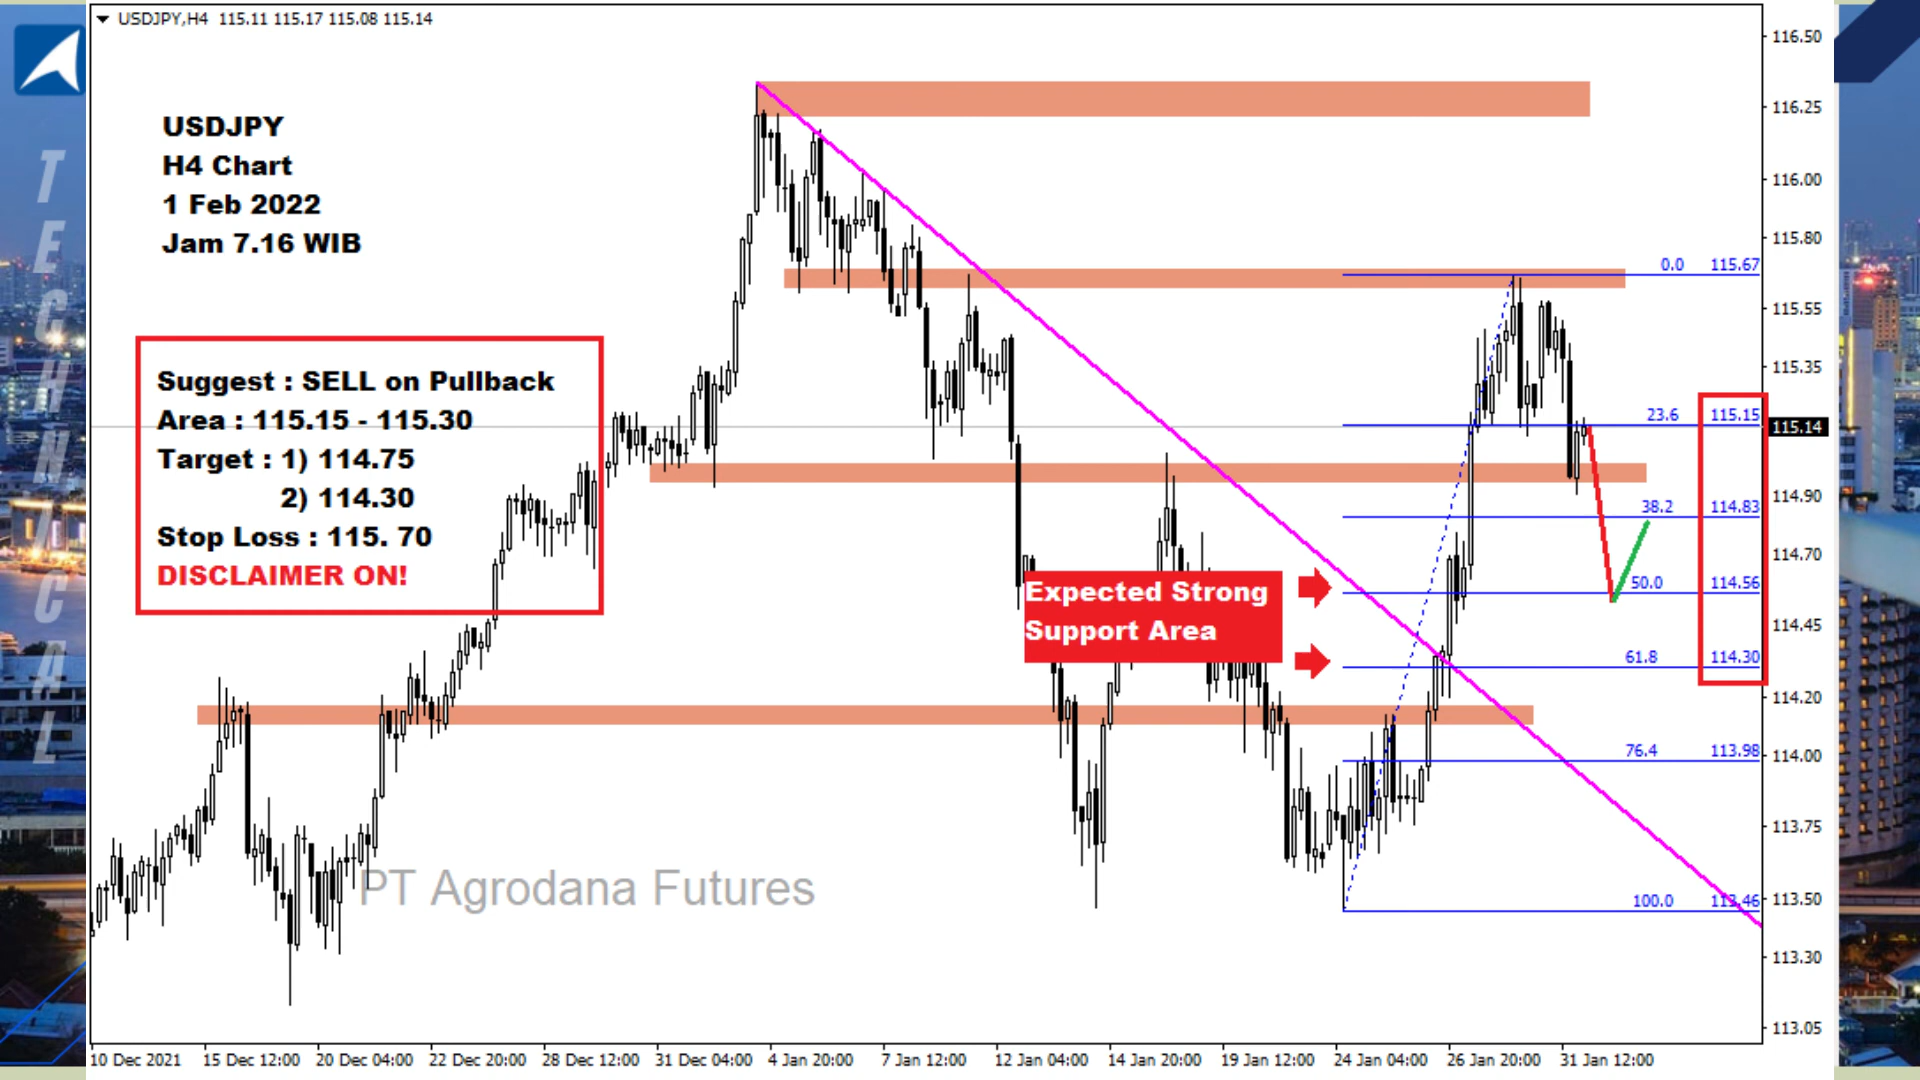 USDJPY,H4 115.11 115.17 115.08 115.14
TECHNICAL
USDJPY
H4 Chart
1 Feb 2022
Jam 7.16 WIB
Suggest : SELL on Pullback
Area : 115.15 - 115.30
Target : 1) 114.75
2) 114.30
Stop Loss : 115. 70
DISCLAIMER ON!
Expected Strong
Support Area
PT Agrodana Futures
0.0 115.67
23.6 115.15
38.2 114.83
50.0 114.56
61.8 114.30
76.4 113.98
100.0 113.46
116.50
116.25
116.00
115.80
115.55
115.35
115.14
114.90
114.70
114.45
114.20
114.00
113.75
113.50
113.30
113.05
10 Dec 2021 15 Dec 12:00 20 Dec 04:00 22 Dec 20:00 28 Dec 12:00 31 Dec 04:00 4 Jan 20:00 7 Jan 12:00 12 Jan 04:00 14 Jan 20:00 19 Jan 12:00 24 Jan 04:00 26 Jan 20:00 31 Jan 12:00